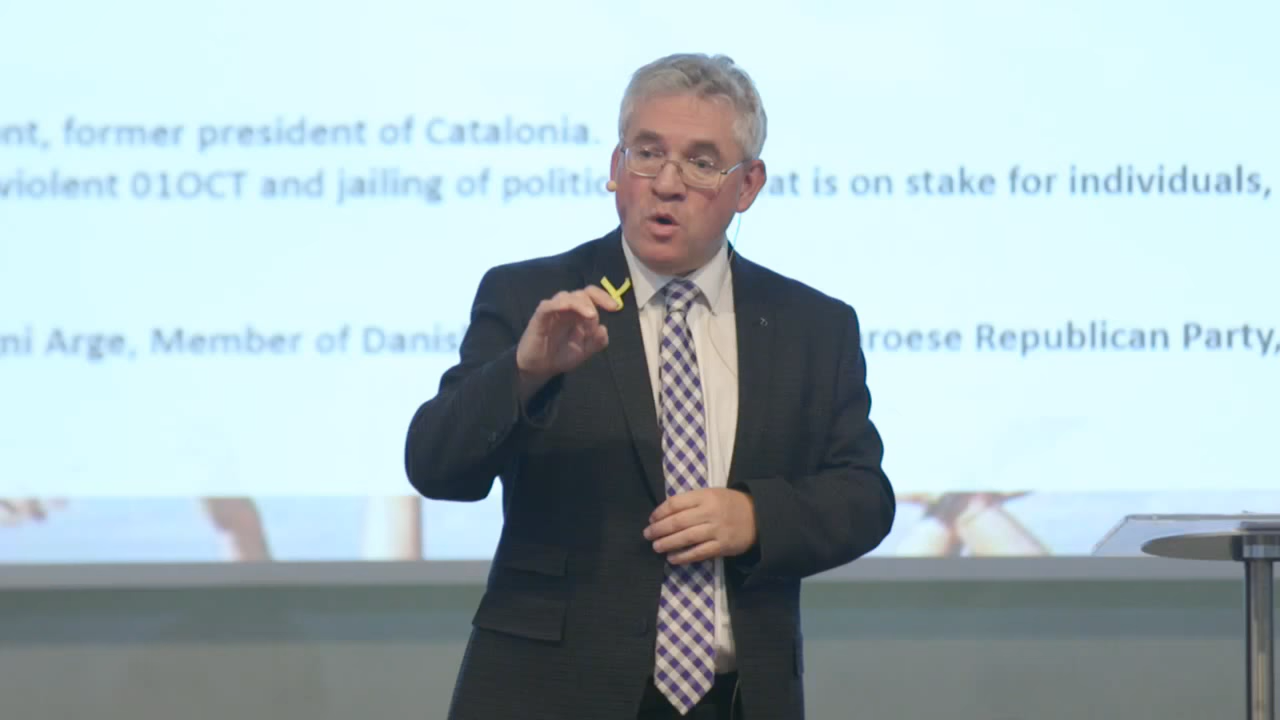 nt, former president of Catalonia.
violent 01OCT and jailing of politic at is on stake for individuals,
ni Arge, Member of Danis aroese Republican Party,